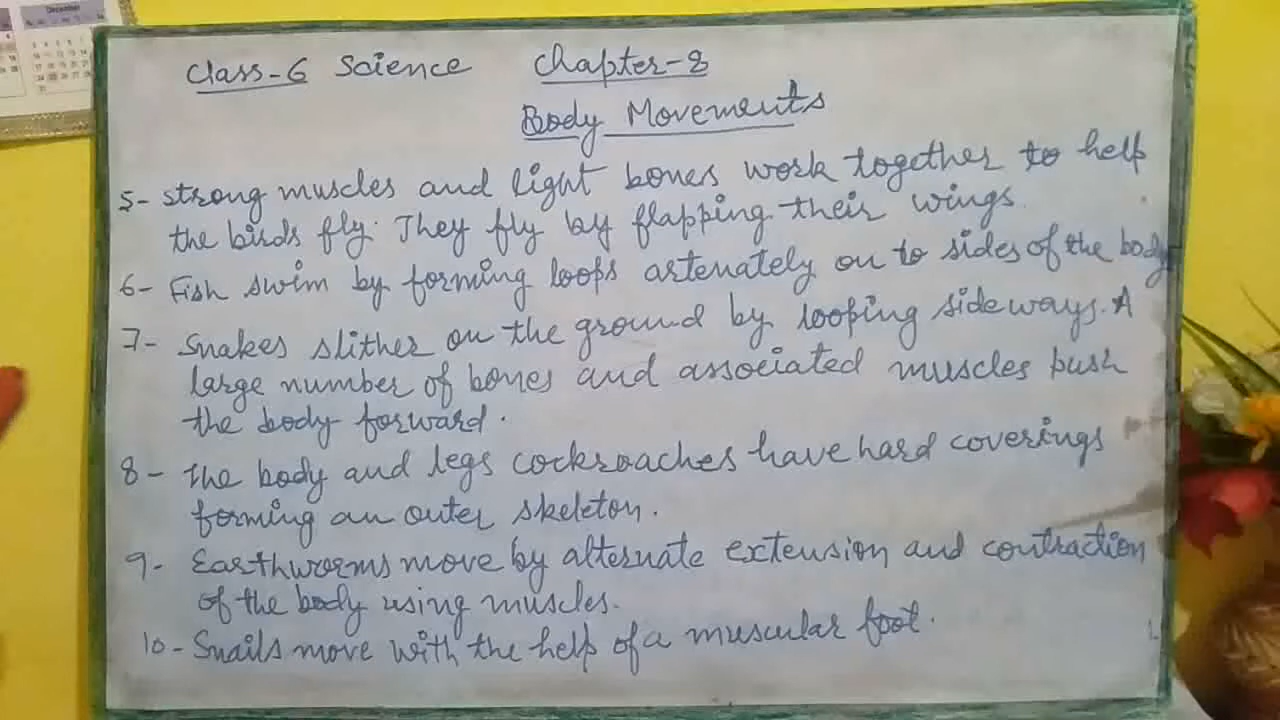 December
Class-6 Science Chapter-8
Body Movements
5- strong muscles and light bones work together to help
the birds fly. They fly by flapping their wings.
6- Fish swim by forming loops artenately on to sides of the body
7- Snakes slither on the ground by looping sideways. A
large number of bones and associated muscles push
the body forward.
8- The body and legs cockroaches have hard coverings
forming an outer skeleton.
9- Earthworms move by alternate extension and contraction
of the body using muscles.
10- Snails move with the help of a muscular foot.